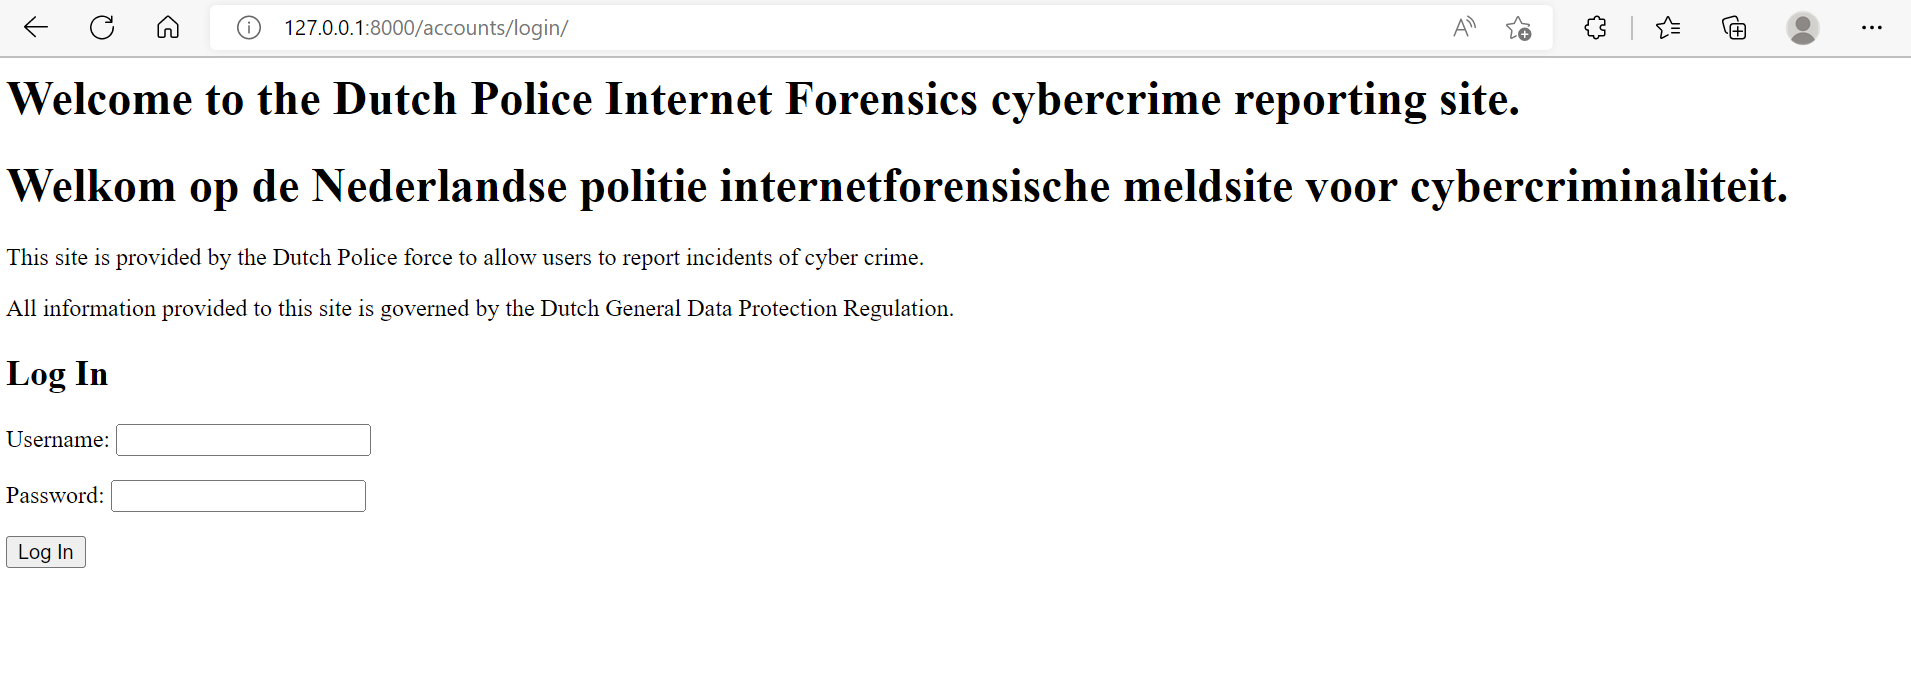 127.0.0.1:8000/accounts/login/
Welcome to the Dutch Police Internet Forensics cybercrime reporting site.
Welkom op de Nederlandse politie internetforensische meldsite voor cybercriminaliteit.
This site is provided by the Dutch Police force to allow users to report incidents of cyber crime.
All information provided to this site is governed by the Dutch General Data Protection Regulation.
Log In
Username:
Password:
Log In